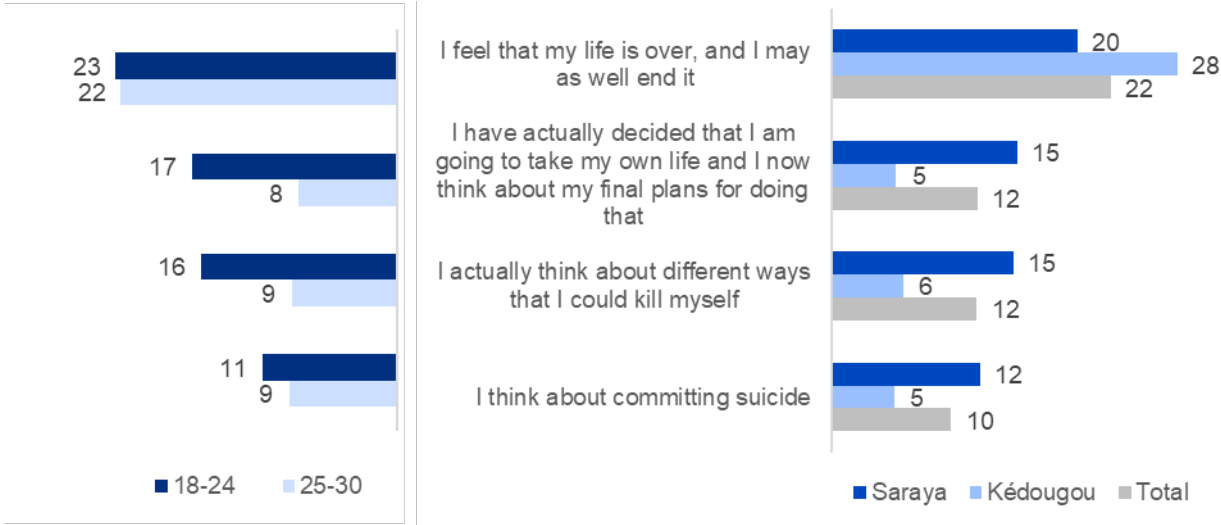 23
22
17
8
16
9
11
9
18-24 25-30
I feel that my life is over, and I may
as well end it
20
28
22
I have actually decided that I am
going to take my own life and I now
think about my final plans for doing
that
15
5
12
I actually think about different ways
that I could kill myself
15
6
12
I think about committing suicide
12
5
10
Saraya Kédougou Total